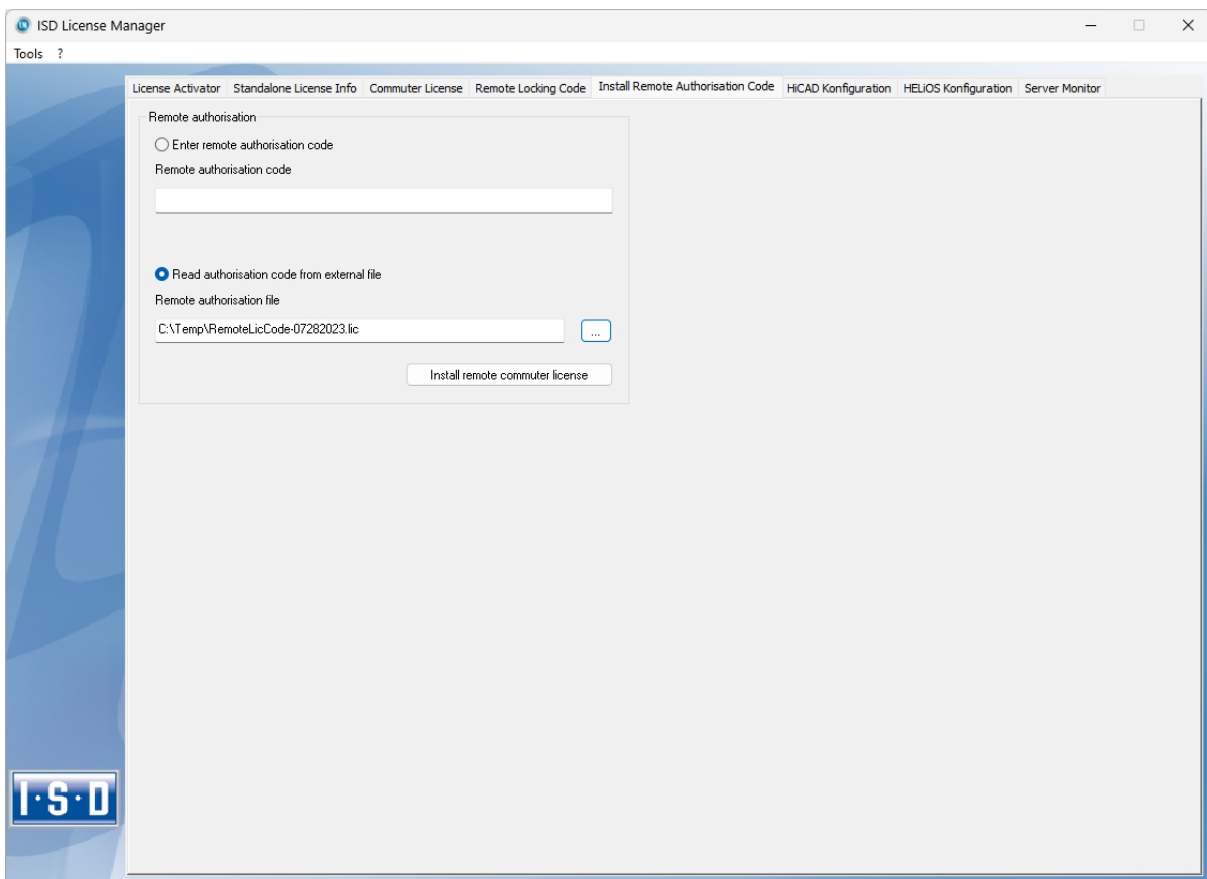 ISD License Manager
Tools ?
License Activator Standalone License Info Commuter License Remote Locking Code Install Remote Authorisation Code HiCAD Konfiguration HELiOS Konfiguration Server Monitor
Remote authorisation
Enter remote authorisation code
Remote authorisation code
Read authorisation code from external file
Remote authorisation file
C:\Temp\RemoteLicCode-07282023.lic
...
Install remote commuter license
I·S·D